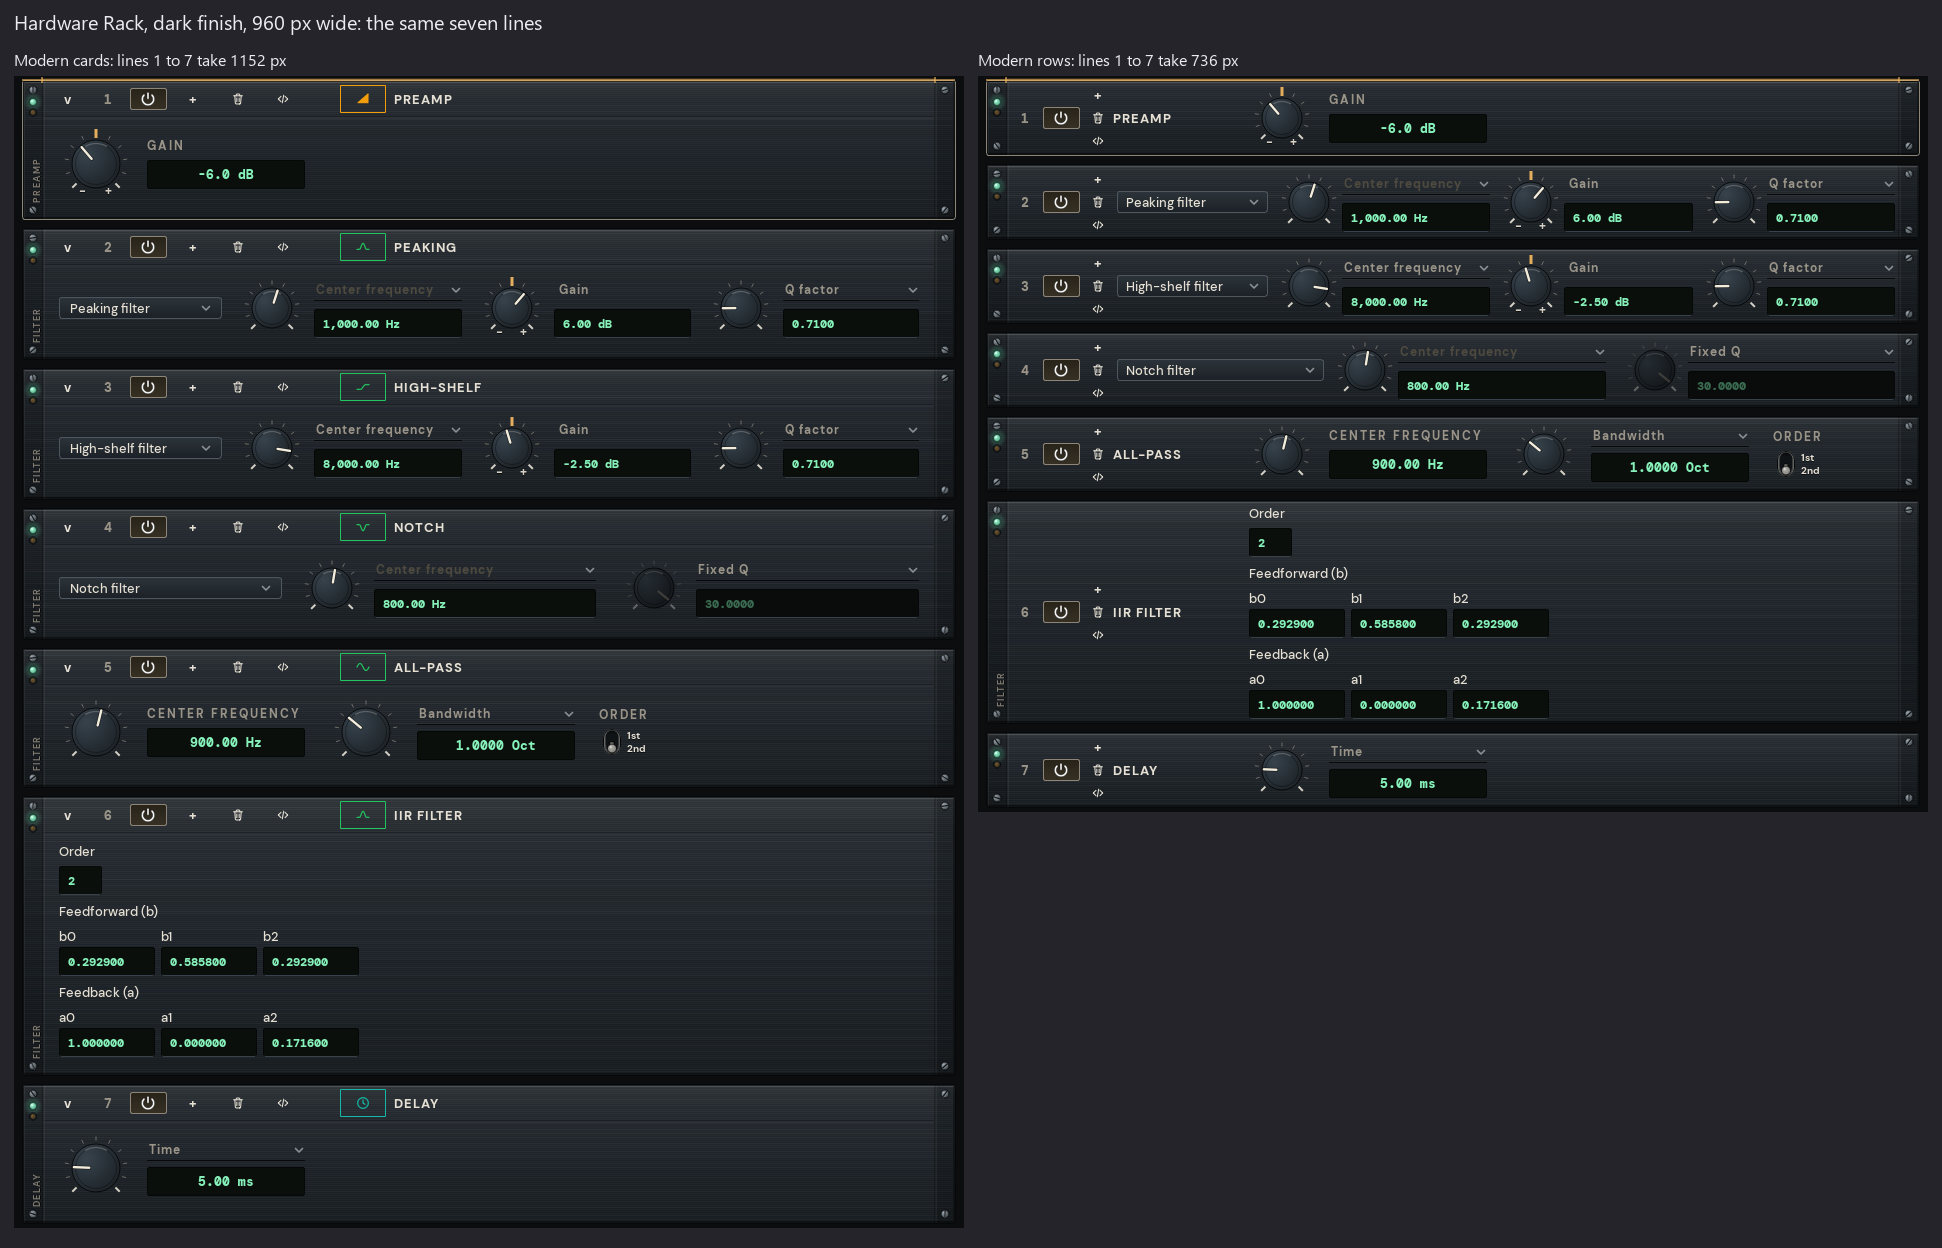 Hardware Rack, dark finish, 960 px wide: the same seven lines
Modern cards: lines 1 to 7 take 1152 px
v 1 + </> PREAMP
GAIN
-6.0 dB
- +
PREAMP
v 2 + </> PEAKING
Peaking filter Center frequency Gain Q factor
1,000.00 Hz 6.00 dB 0.7100
- +
FILTER
v 3 + </> HIGH-SHELF
High-shelf filter Center frequency Gain Q factor
8,000.00 Hz -2.50 dB 0.7100
- +
FILTER
v 4 + </> NOTCH
Notch filter Center frequency Fixed Q
800.00 Hz 30.0000
FILTER
v 5 + </> ALL-PASS
CENTER FREQUENCY Bandwidth ORDER
900.00 Hz 1.0000 Oct 1st
2nd
FILTER
v 6 + </> IIR FILTER
Order
2
Feedforward (b)
b0 b1 b2
0.292900 0.585800 0.292900
Feedback (a)
a0 a1 a2
1.000000 0.000000 0.171600
FILTER
v 7 + </> DELAY
Time
5.00 ms
DELAY
Modern rows: lines 1 to 7 take 736 px
1 + </> PREAMP GAIN
-6.0 dB
- +
2 + </> Peaking filter Center frequency Gain Q factor
1,000.00 Hz 6.00 dB 0.7100
- +
3 + </> High-shelf filter Center frequency Gain Q factor
8,000.00 Hz -2.50 dB 0.7100
- +
4 + </> Notch filter Center frequency Fixed Q
800.00 Hz 30.0000
5 + </> ALL-PASS CENTER FREQUENCY Bandwidth ORDER
900.00 Hz 1.0000 Oct 1st
2nd
6 + </> IIR FILTER
Order
2
Feedforward (b)
b0 b1 b2
0.292900 0.585800 0.292900
Feedback (a)
a0 a1 a2
1.000000 0.000000 0.171600
FILTER
7 + </> DELAY Time
5.00 ms